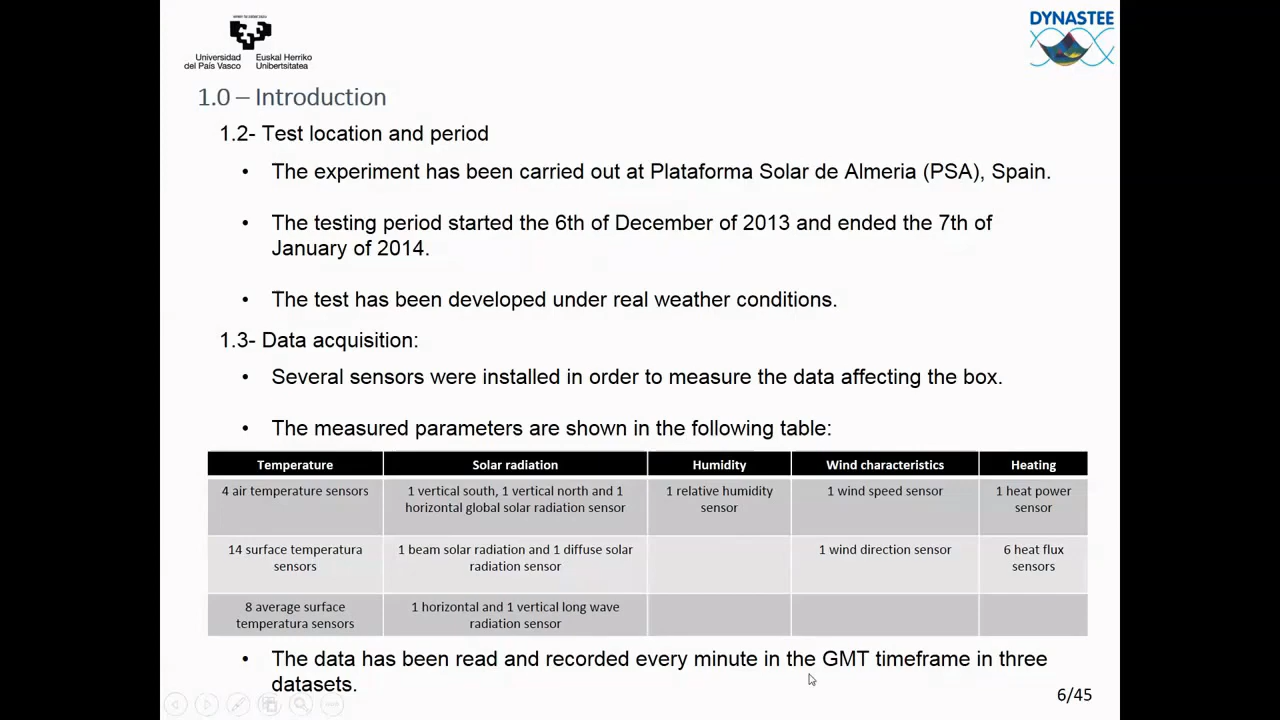 Universidad del País Vasco
Euskal Herriko Unibertsitatea
DYNASTEE
1.0 – Introduction
1.2- Test location and period
• The experiment has been carried out at Plataforma Solar de Almeria (PSA), Spain.
• The testing period started the 6th of December of 2013 and ended the 7th of
January of 2014.
• The test has been developed under real weather conditions.
1.3- Data acquisition:
• Several sensors were installed in order to measure the data affecting the box.
• The measured parameters are shown in the following table:
Temperature Solar radiation Humidity Wind characteristics Heating
4 air temperature sensors 1 vertical south, 1 vertical north and 1 horizontal global solar radiation sensor 1 relative humidity sensor 1 wind speed sensor 1 heat power sensor
14 surface temperatura sensors 1 beam solar radiation and 1 diffuse solar radiation sensor 1 wind direction sensor 6 heat flux sensors
8 average surface temperatura sensors 1 horizontal and 1 vertical long wave radiation sensor
• The data has been read and recorded every minute in the GMT timeframe in three
datasets.
6/45